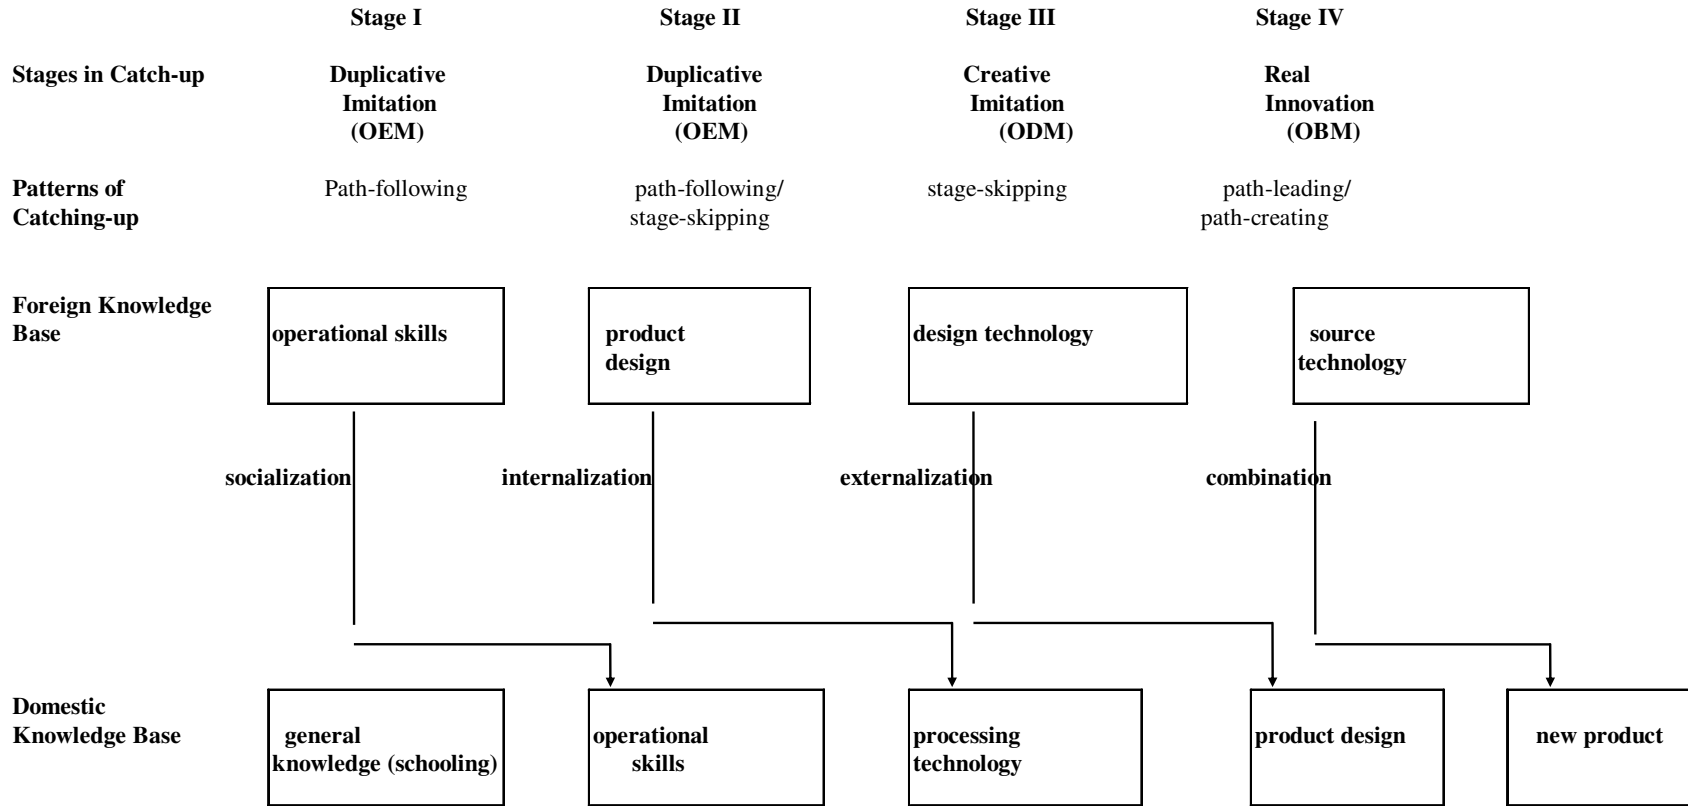 Stage I Stage II Stage III Stage IV
Stages in Catch-up Duplicative Duplicative Creative Real
Imitation Imitation Imitation Innovation
(OEM) (OEM) (ODM) (OBM)
Patterns of Path-following path-following/ stage-skipping path-leading/
Catching-up stage-skipping path-creating
Foreign Knowledge
Base operational skills product design technology source
design technology
socialization internalization externalization combination
Domestic
Knowledge Base general operational processing product design new product
knowledge (schooling) skills technology